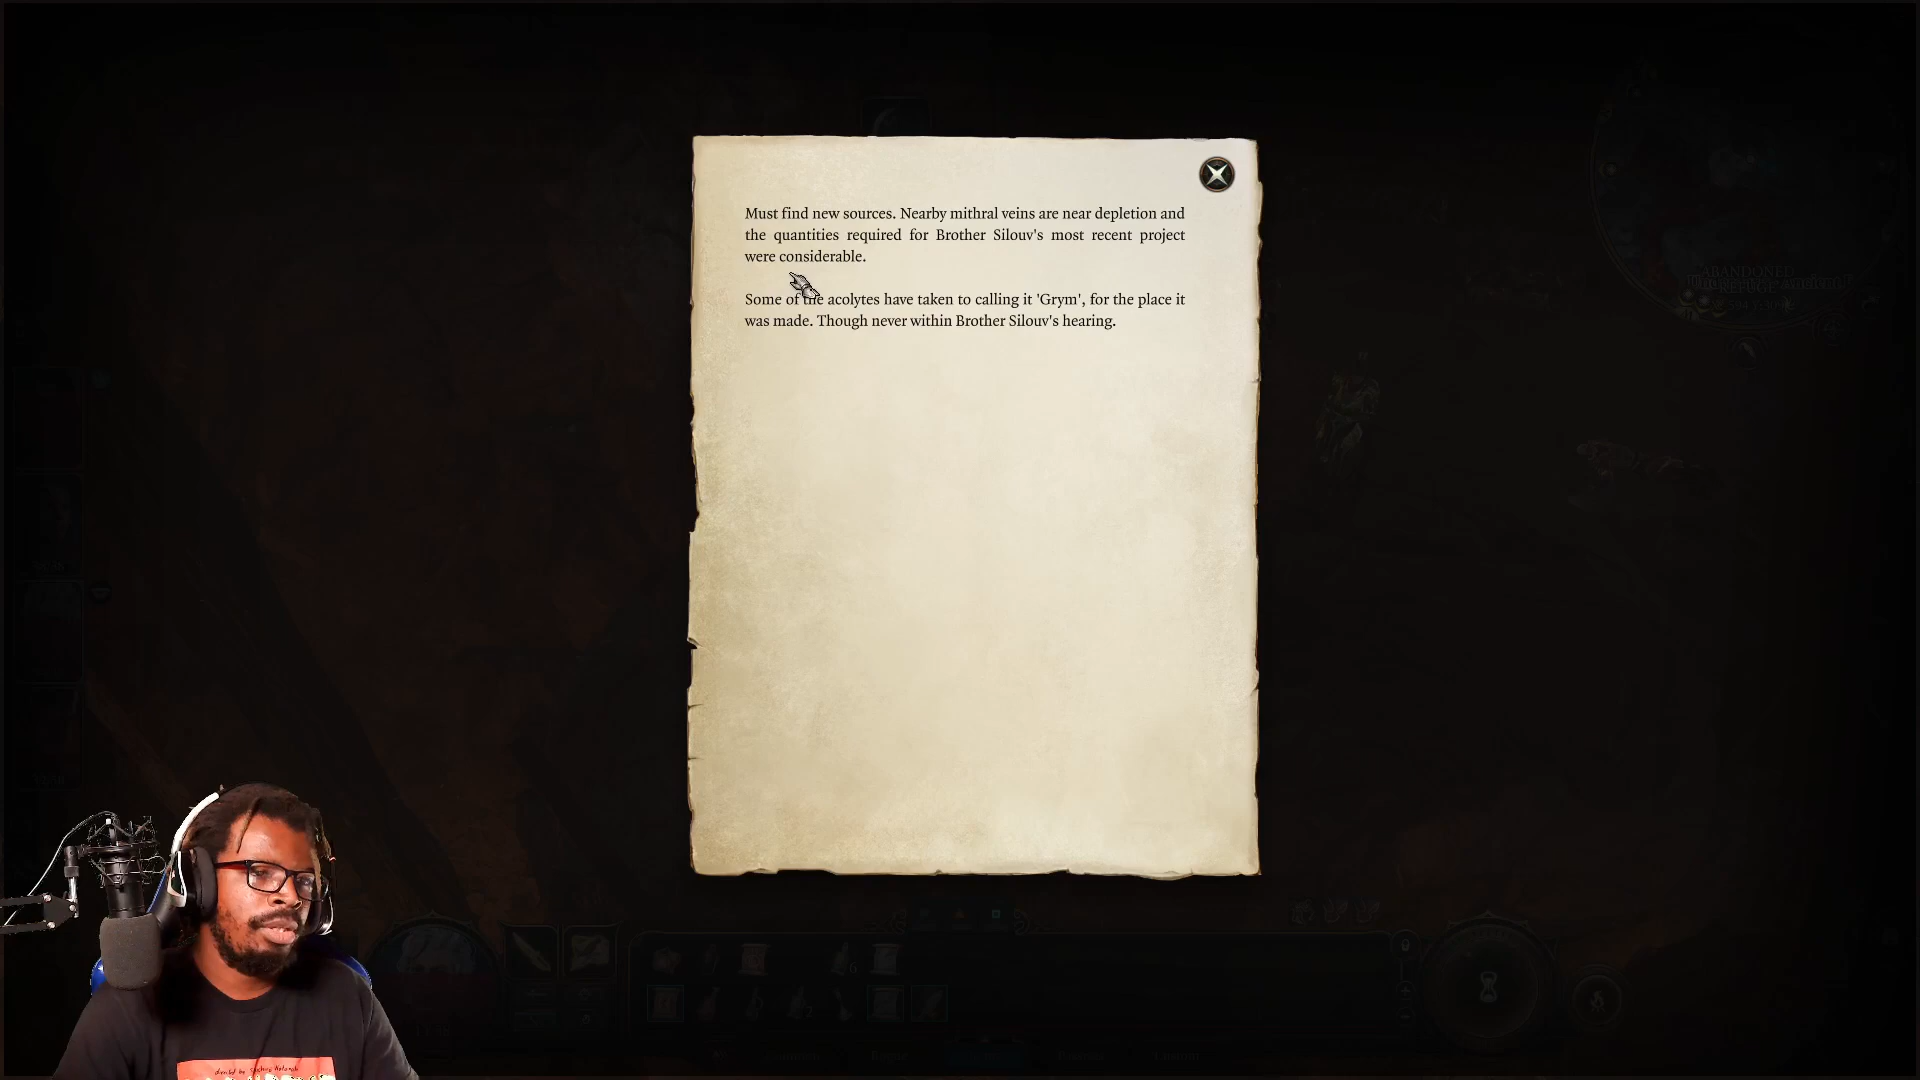 Must find new sources. Nearby mithral veins are near depletion and
the quantities required for Brother Silouv's most recent project
were considerable.
Some of the acolytes have taken to calling it 'Grym', for the place it
was made. Though never within Brother Silouv's hearing.
ABANDONED